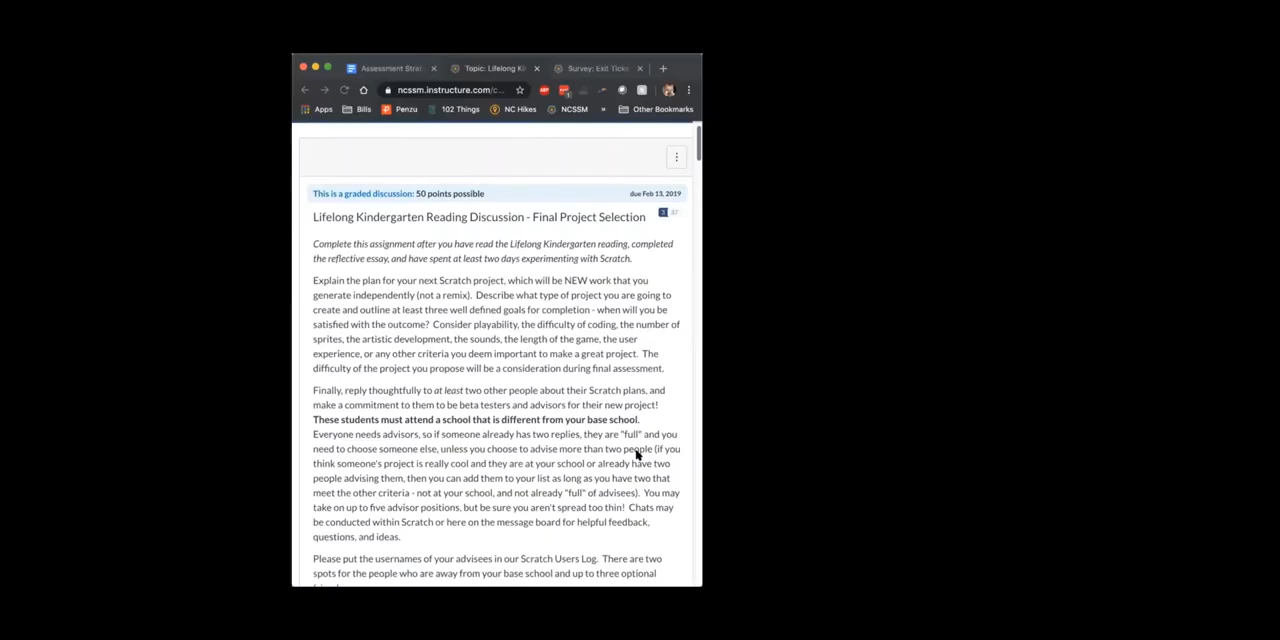 Assessment Strat
Topic: Lifelong Ki
Survey: Exit Ticke
ncssm.instructure.com/c...
Apps Bills Penzu 102 Things NC Hikes NCSSM » Other Bookmarks
This is a graded discussion: 50 points possible
due Feb 13, 2019
Lifelong Kindergarten Reading Discussion - Final Project Selection
3 37
Complete this assignment after you have read the Lifelong Kindergarten reading, completed
the reflective essay, and have spent at least two days experimenting with Scratch.
Explain the plan for your next Scratch project, which will be NEW work that you
generate independently (not a remix). Describe what type of project you are going to
create and outline at least three well defined goals for completion - when will you be
satisfied with the outcome? Consider playability, the difficulty of coding, the number of
sprites, the artistic development, the sounds, the length of the game, the user
experience, or any other criteria you deem important to make a great project. The
difficulty of the project you propose will be a consideration during final assessment.
Finally, reply thoughtfully to at least two other people about their Scratch plans, and
make a commitment to them to be beta testers and advisors for their new project!
These students must attend a school that is different from your base school.
Everyone needs advisors, so if someone already has two replies, they are "full" and you
need to choose someone else, unless you choose to advise more than two people (if you
think someone's project is really cool and they are at your school or already have two
people advising them, then you can add them to your list as long as you have two that
meet the other criteria - not at your school, and not already "full" of advisees). You may
take on up to five advisor positions, but be sure you aren't spread too thin! Chats may
be conducted within Scratch or here on the message board for helpful feedback,
questions, and ideas.
Please put the usernames of your advisees in our Scratch Users Log. There are two
spots for the people who are away from your base school and up to three optional